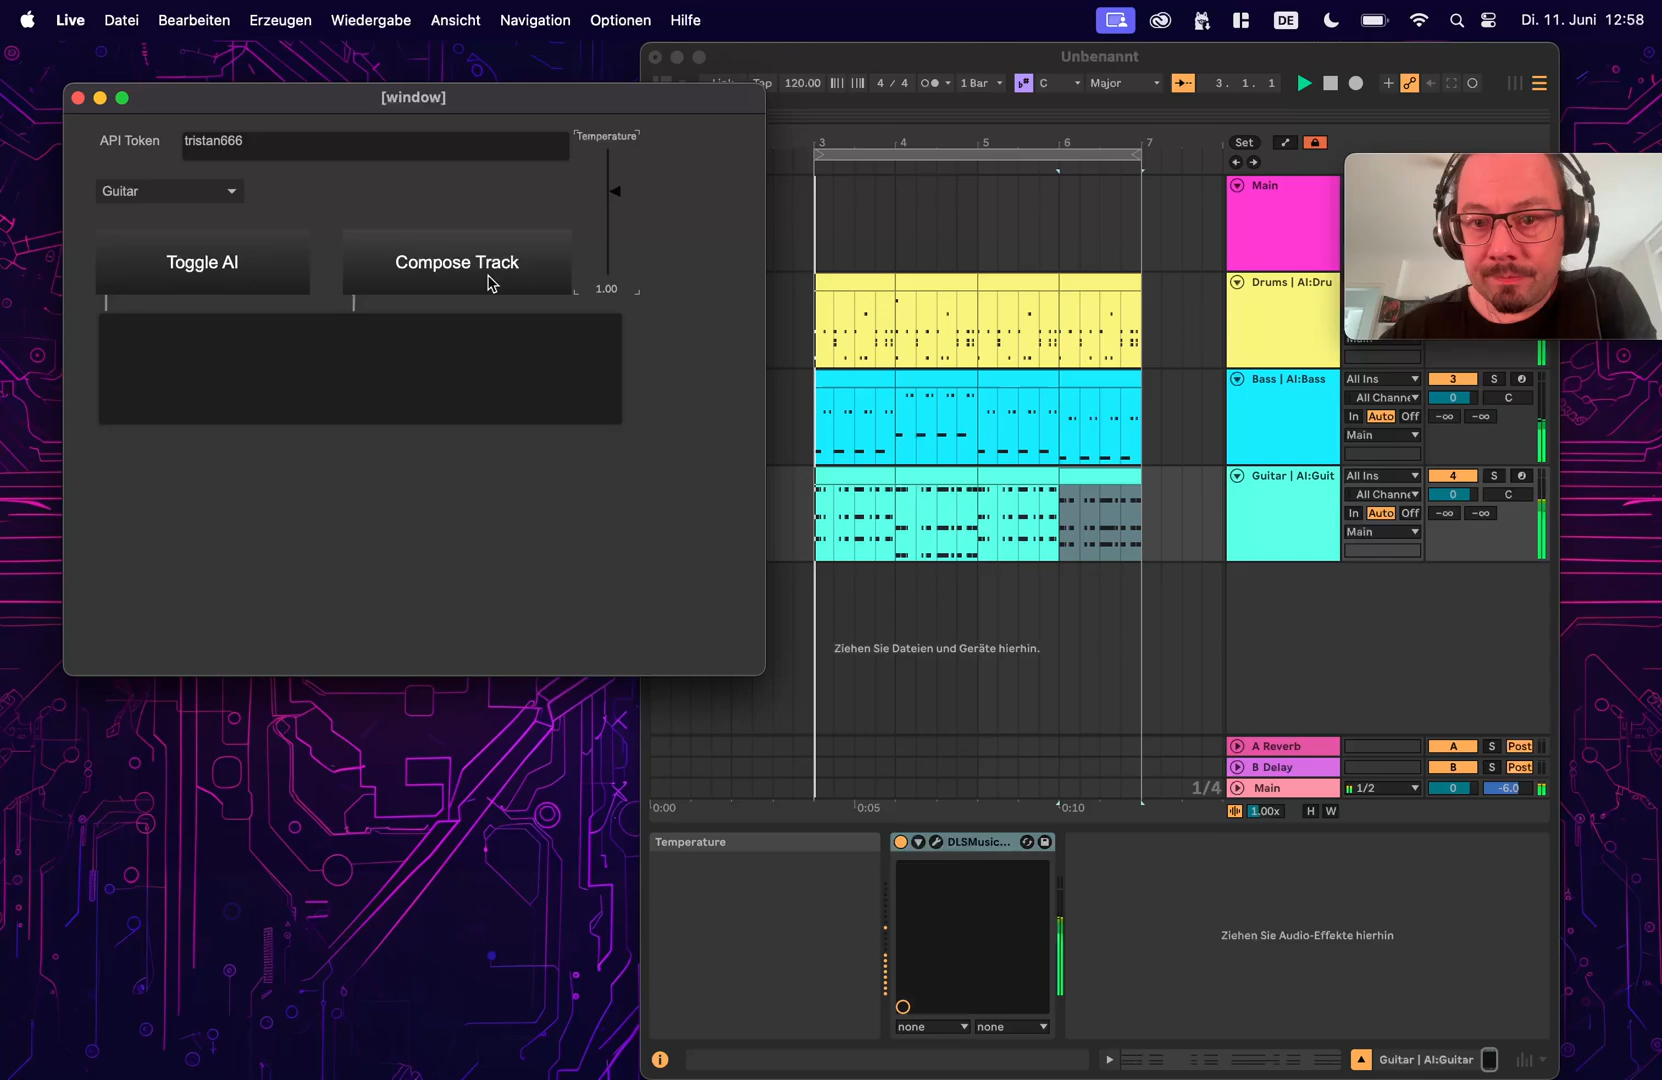 Live Datei Bearbeiten Erzeugen Wiedergabe Ansicht Navigation Optionen Hilfe DE Di. 11. Juni 12:58
Unbenannt
120.00 4 / 4 1 Bar C Major 3. 1. 1
[window]
API Token tristan666
Temperature
Guitar
Toggle AI
Compose Track
1.00
3 4 5 6 7
Set
Main
Drums | AI:Dru
Bass | AI:Bass All Ins 3 S
All Channe 0 C
In Auto Off -∞ -∞
Main
Guitar | AI:Guit All Ins 4 S
All Channe 0 C
In Auto Off -∞ -∞
Main
Ziehen Sie Dateien und Geräte hierhin.
A Reverb A S Post
B Delay B S Post
1/4 Main 1/2 0 -6.0
0:00 0:05 0:10
1.00x H W
Temperature
DLSMusic...
none none
Ziehen Sie Audio-Effekte hierhin
Guitar | AI:Guitar